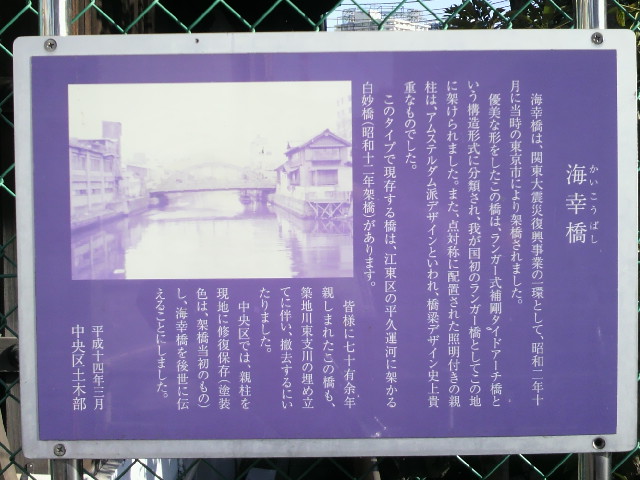 かいこうばし
海幸橋
海幸橋は、関東大震災復興事業の一環として、昭和二年十
月に当時の東京市により架橋されました。
優美な形をしたこの橋は、ランガー式補剛タイドアーチ橋と
いう構造形式に分類され、我が国初のランガー橋としてこの地
に架けられました。また、点対称に配置された照明付きの親
柱は、アムステルダム派デザインといわれ、橋梁デザイン史上貴
重なものでした。
このタイプで現存する橋は、江東区の平久運河に架かる
白妙橋(昭和十二年架橋)があります。
皆様に七十有余年
親しまれたこの橋も、
築地川東支川の埋め立
てに伴い、撤去するにい
たりました。
中央区では、親柱を
現地に修復保存(塗装
色は、架橋当初のもの)
し、海幸橋を後世に伝
えることにしました。
平成十四年三月
中央区土木部